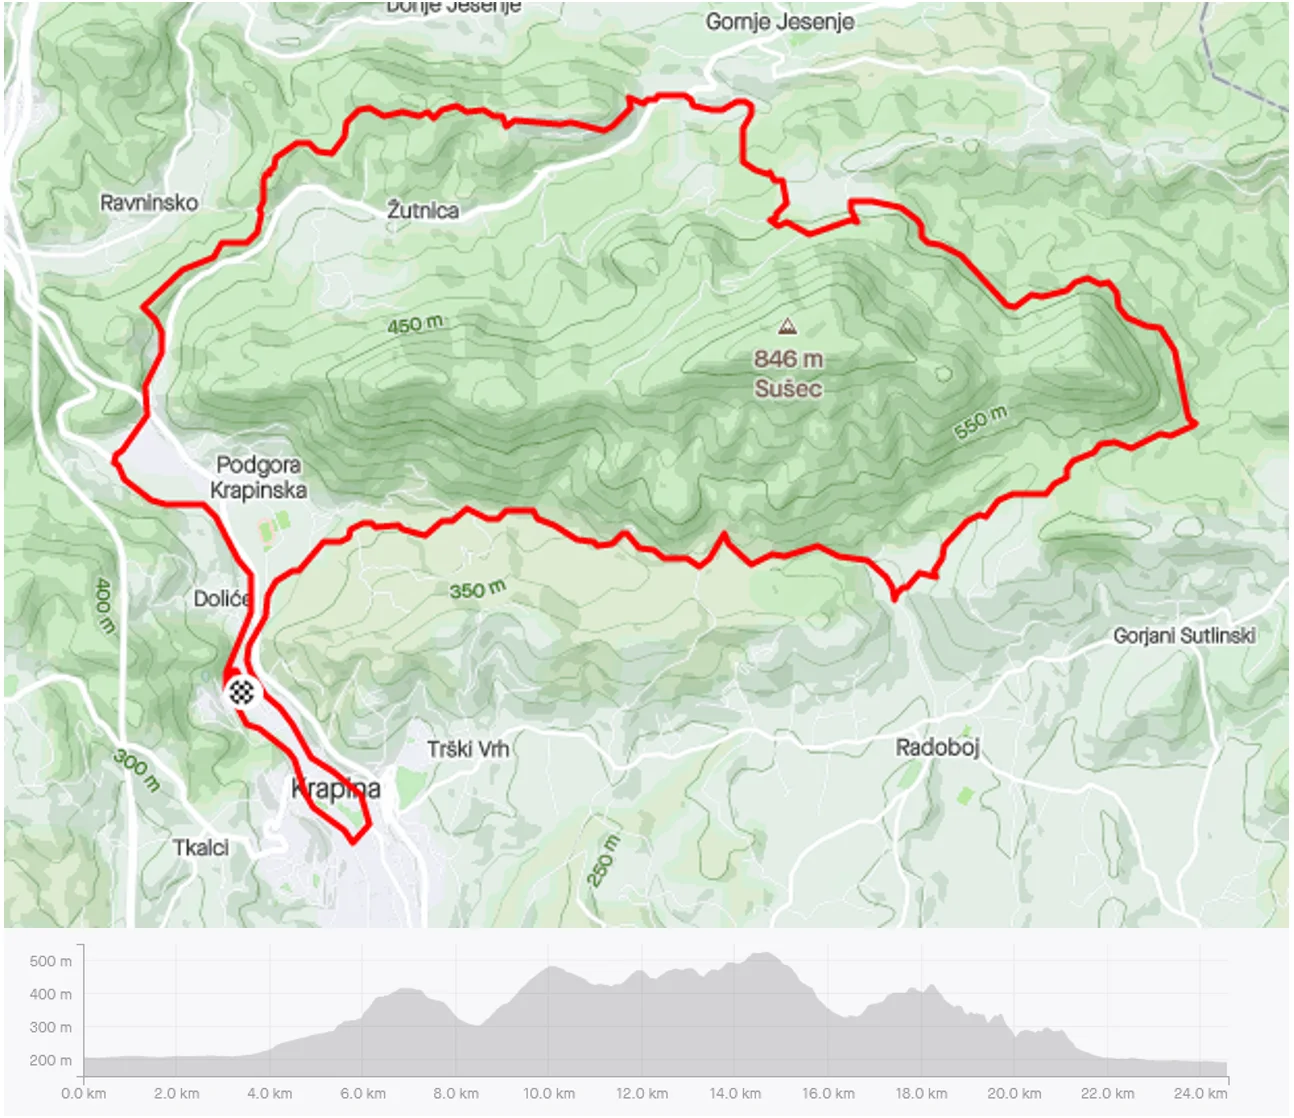 Donje Jesenje
Gornje Jesenje
Ravninsko
Žutnica
450 m
846 m
Sušec
550 m
Podgora
Krapinska
400 m
350 m
Doliće
Gorjani Sutlinski
300 m
Trški Vrh
Radoboj
Krapina
Tkalci
250 m
500 m
400 m
300 m
200 m
0.0 km 2.0 km 4.0 km 6.0 km 8.0 km 10.0 km 12.0 km 14.0 km 16.0 km 18.0 km 20.0 km 22.0 km 24.0 km